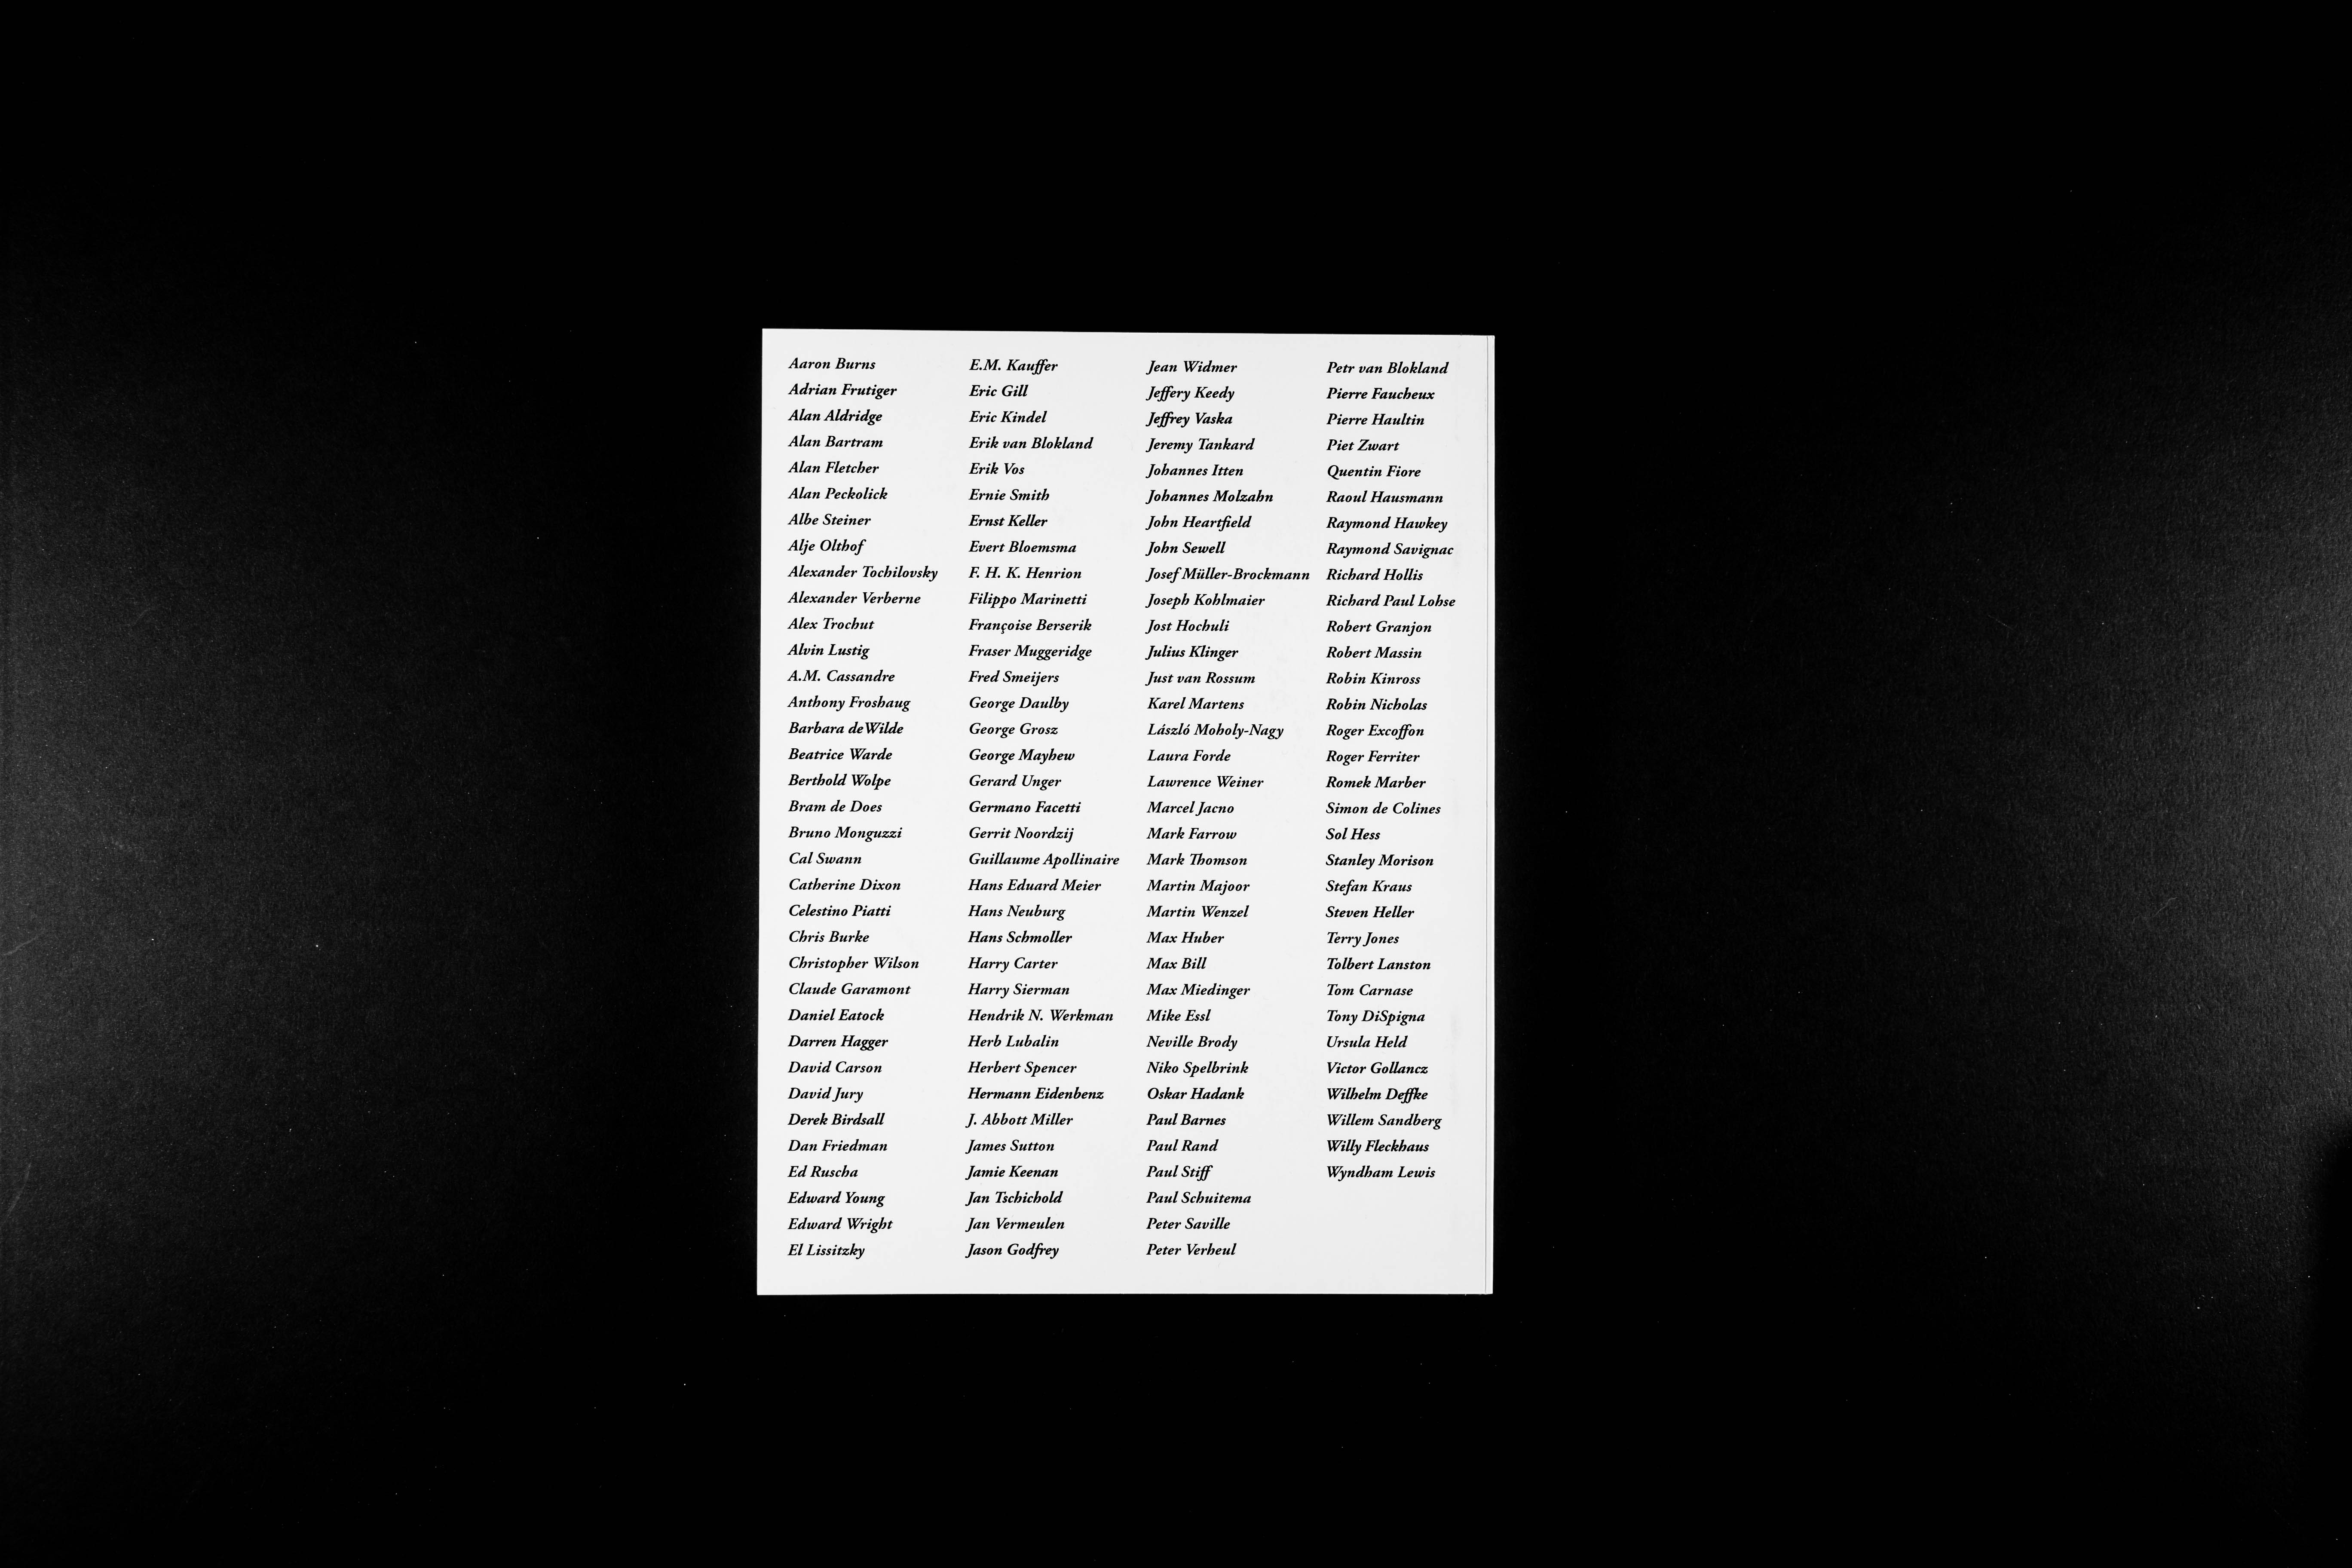 Aaron Burns
Adrian Frutiger
Alan Aldridge
Alan Bartram
Alan Fletcher
Alan Peckolick
Albe Steiner
Alje Olthof
Alexander Tochilovsky
Alexander Verberne
Alex Trochut
Alvin Lustig
A.M. Cassandre
Anthony Froshaug
Barbara deWilde
Beatrice Warde
Berthold Wolpe
Bram de Does
Bruno Monguzzi
Cal Swann
Catherine Dixon
Celestino Piatti
Chris Burke
Christopher Wilson
Claude Garamont
Daniel Eatock
Darren Hagger
David Carson
David Jury
Derek Birdsall
Dan Friedman
Ed Ruscha
Edward Young
Edward Wright
El Lissitzky
E.M. Kauffer
Eric Gill
Eric Kindel
Erik van Blokland
Erik Vos
Ernie Smith
Ernst Keller
Evert Bloemsma
F. H. K. Henrion
Filippo Marinetti
Françoise Berserik
Fraser Muggeridge
Fred Smeijers
George Daulby
George Grosz
George Mayhew
Gerard Unger
Germano Facetti
Gerrit Noordzij
Guillaume Apollinaire
Hans Eduard Meier
Hans Neuburg
Hans Schmoller
Harry Carter
Harry Sierman
Hendrik N. Werkman
Herb Lubalin
Herbert Spencer
Hermann Eidenbenz
J. Abbott Miller
James Sutton
Jamie Keenan
Jan Tschichold
Jan Vermeulen
Jason Godfrey
Jean Widmer
Jeffery Keedy
Jeffrey Vaska
Jeremy Tankard
Johannes Itten
Johannes Molzahn
John Heartfield
John Sewell
Josef Müller-Brockmann
Joseph Kohlmaier
Jost Hochuli
Julius Klinger
Just van Rossum
Karel Martens
László Moholy-Nagy
Laura Forde
Lawrence Weiner
Marcel Jacno
Mark Farrow
Mark Thomson
Martin Majoor
Martin Wenzel
Max Huber
Max Bill
Max Miedinger
Mike Essl
Neville Brody
Niko Spelbrink
Oskar Hadank
Paul Barnes
Paul Rand
Paul Stiff
Paul Schuitema
Peter Saville
Peter Verheul
Petr van Blokland
Pierre Faucheux
Pierre Haultin
Piet Zwart
Quentin Fiore
Raoul Hausmann
Raymond Hawkey
Raymond Savignac
Richard Hollis
Richard Paul Lohse
Robert Granjon
Robert Massin
Robin Kinross
Robin Nicholas
Roger Excoffon
Roger Ferriter
Romek Marber
Simon de Colines
Sol Hess
Stanley Morison
Stefan Kraus
Steven Heller
Terry Jones
Tolbert Lanston
Tom Carnase
Tony DiSpigna
Ursula Held
Victor Gollancz
Wilhelm Deffke
Willem Sandberg
Willy Fleckhaus
Wyndham Lewis